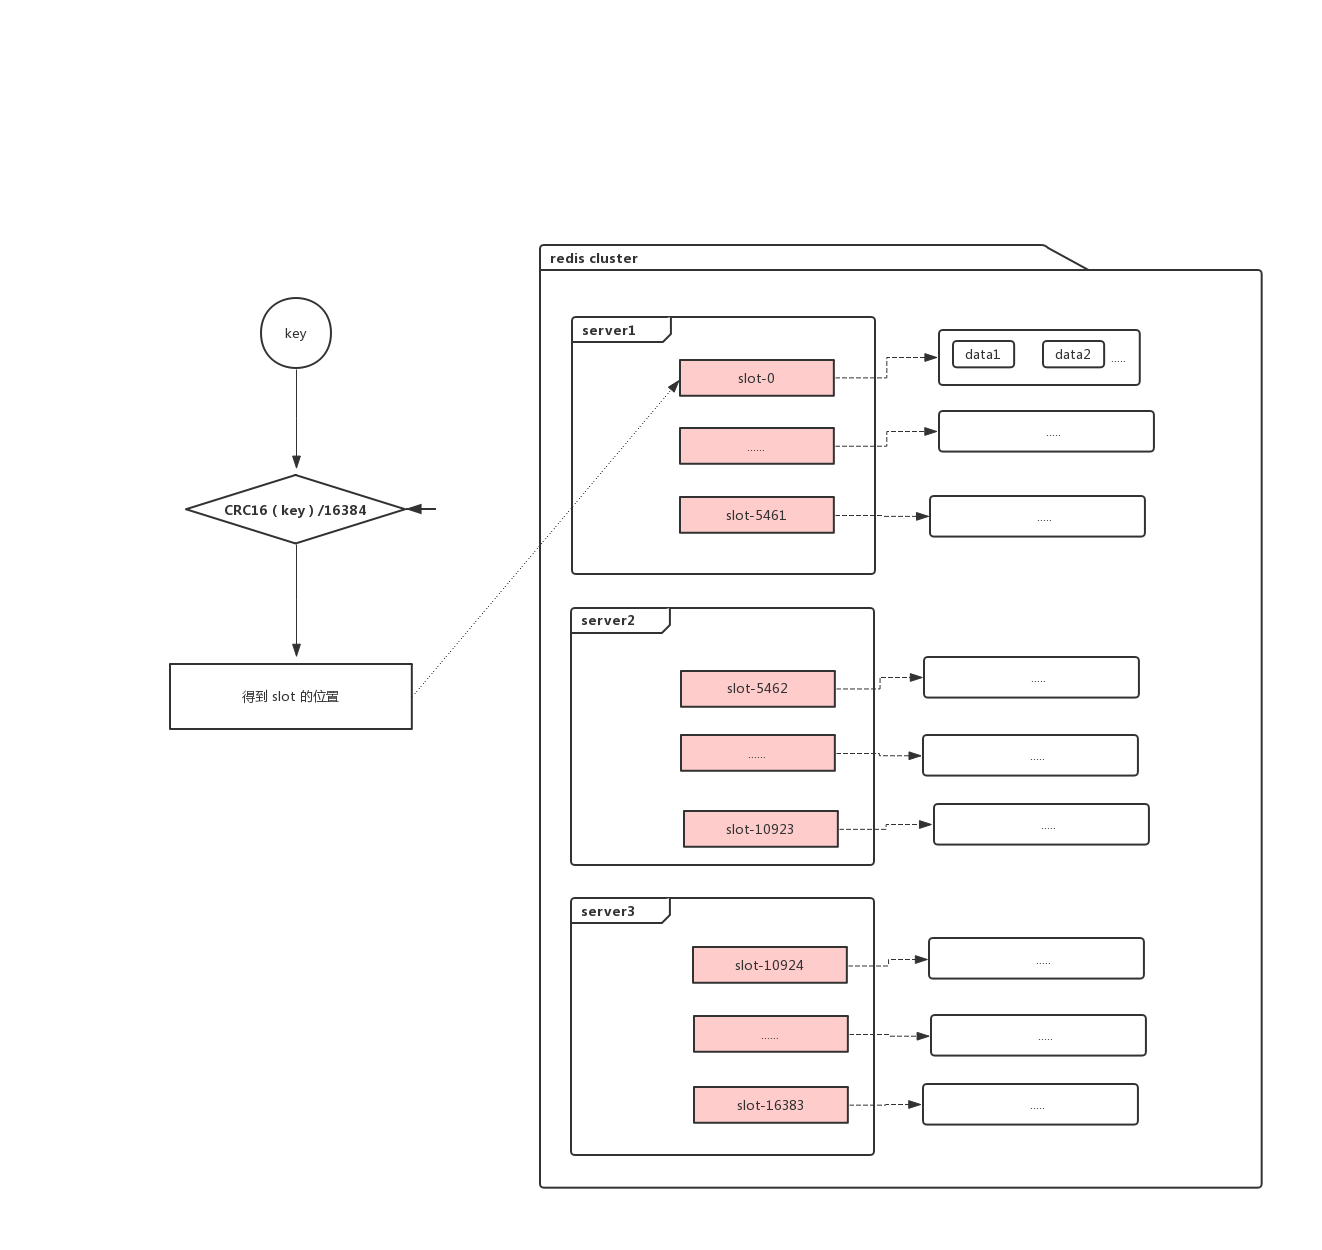 redis cluster
key
CRC16 ( key ) /16384
得到 slot 的位置
server1
slot-0
data1
data2
.....
......
.....
slot-5461
.....
server2
slot-5462
.....
......
.....
slot-10923
.....
server3
slot-10924
.....
......
.....
slot-16383
.....